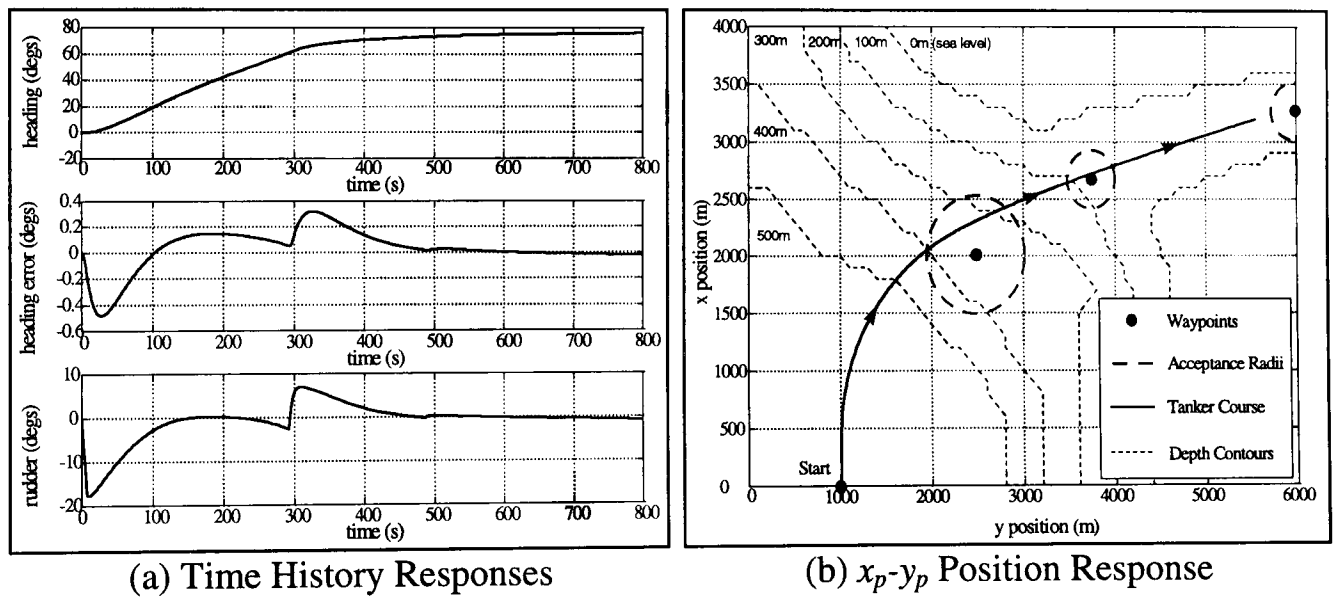 80
60
40
20
0
-20
0 100 200 300 400 500 600 700 800
heading (degs)
time (s)
0.4
0.2
0
-0.2
-0.4
-0.6
0 100 200 300 400 500 600 700 800
heading error (degs)
time (s)
10
0
-10
-20
0 100 200 300 400 500 600 700 800
rudder (degs)
time (s)
(a) Time History Responses
4000
3500
3000
2500
2000
1500
1000
500
0
x position (m)
300m 200m 100m 0m (sea level)
400m
500m
Start
Waypoints
Acceptance Radii
Tanker Course
Depth Contours
0 1000 2000 3000 4000 5000 6000
y position (m)
(b) xp-yp Position Response